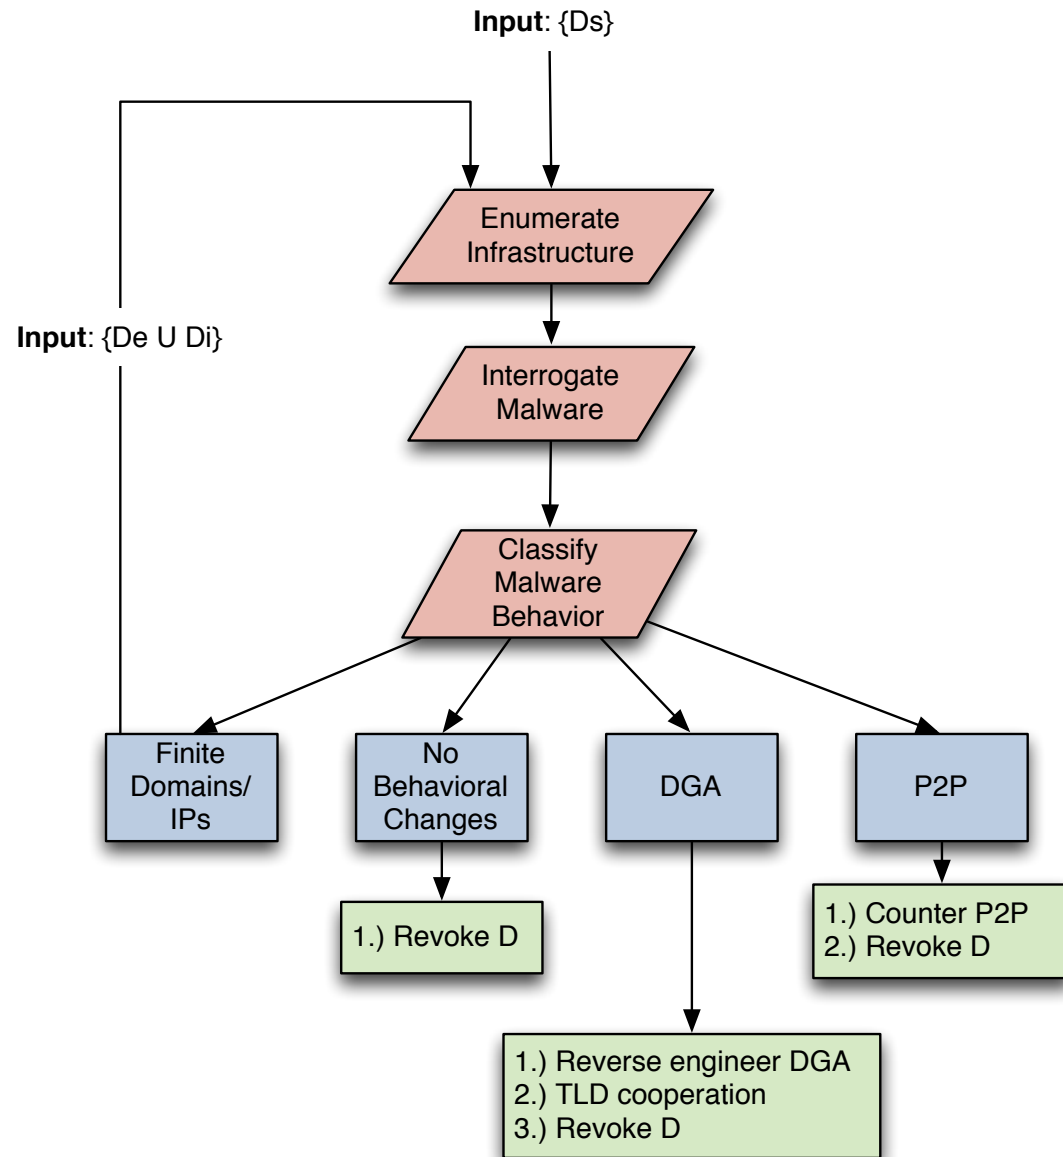 Input: {Ds}
Enumerate
Infrastructure
Input: {De U Di}
Interrogate
Malware
Classify
Malware
Behavior
Finite
Domains/
IPs
No
Behavioral
Changes
DGA
P2P
1.) Revoke D
1.) Counter P2P
2.) Revoke D
1.) Reverse engineer DGA
2.) TLD cooperation
3.) Revoke D